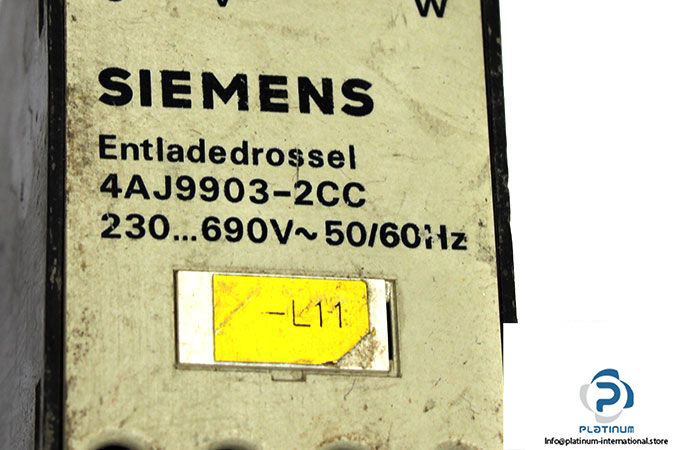 W
SIEMENS
Entladedrossel
4AJ9903-2CC
230...690V~ 50/60Hz
-L11
PLATINUM
Info@platinum-international.store